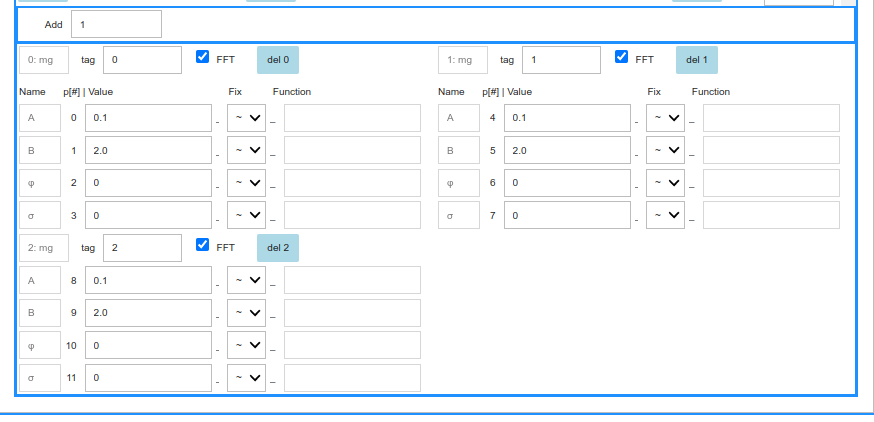 Add 1
0: mg tag 0 FFT del 0 1: mg tag 1 FFT del 1
Name p[#] | Value Fix Function Name p[#] | Value Fix Function
A 0 0.1 _ ~ _ A 4 0.1 _ ~ _
B 1 2.0 _ ~ _ B 5 2.0 _ ~ _
φ 2 0 _ ~ _ φ 6 0 _ ~ _
σ 3 0 _ ~ _ σ 7 0 _ ~ _
2: mg tag 2 FFT del 2
A 8 0.1 _ ~ _
B 9 2.0 _ ~ _
φ 10 0 _ ~ _
σ 11 0 _ ~ _